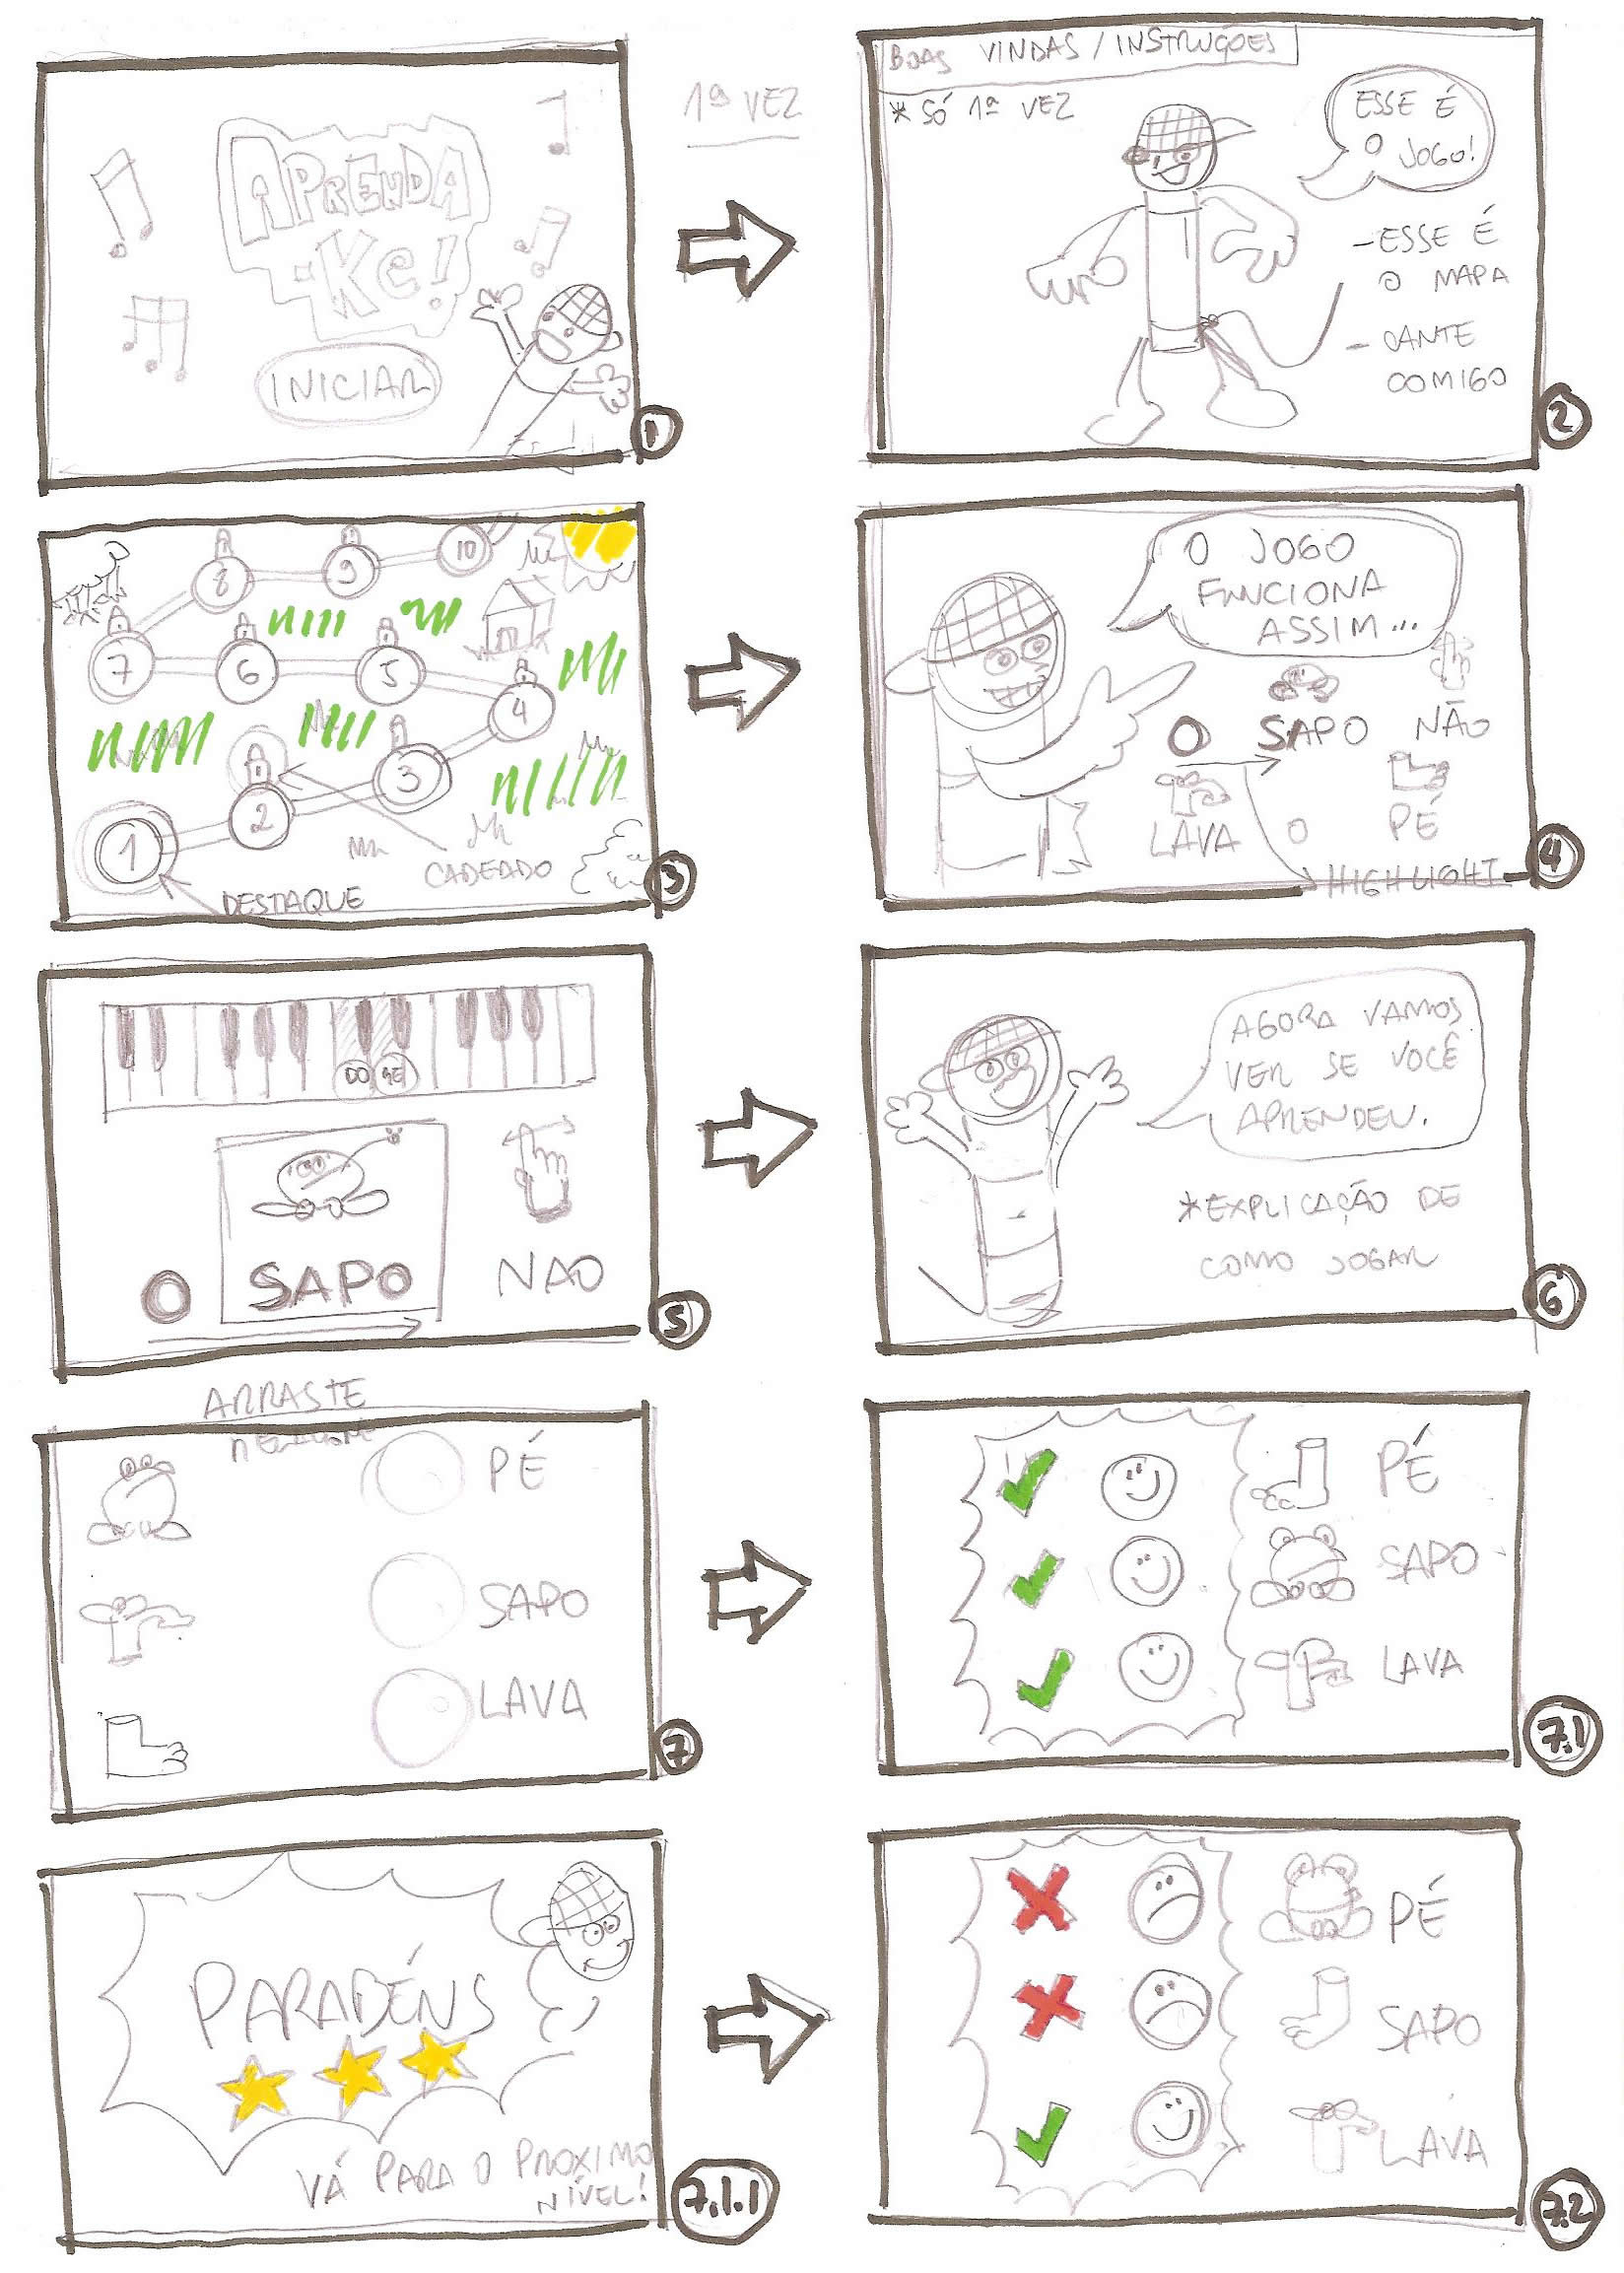 APRENDA
-Ke!
INICIAR
1
1ª VEZ
BOAS VINDAS / INSTRUÇÕES
* SÓ 1ª VEZ
ESSE É
O JOGO!
- ESSE É
O MAPA
- CANTE
COMIGO
2
8
9
10
7
6
5
4
3
2
1
CADEADO
DESTAQUE
3
O JOGO
FUNCIONA
ASSIM...
O SAPO NÃO
LAVA O PÉ
HIGHLIGHT
4
DO RE
O SAPO NAO
5
AGORA VAMOS
VER SE VOCÊ
APRENDEU.
*EXPLICAÇÃO DE
COMO JOGAR
6
ARRASTE
PÉ
SAPO
LAVA
7
PÉ
SAPO
LAVA
7.1
PARABÉNS
VÁ PARA O PROXIMO
NÍVEL!
7.1.1
PÉ
SAPO
LAVA
7.2